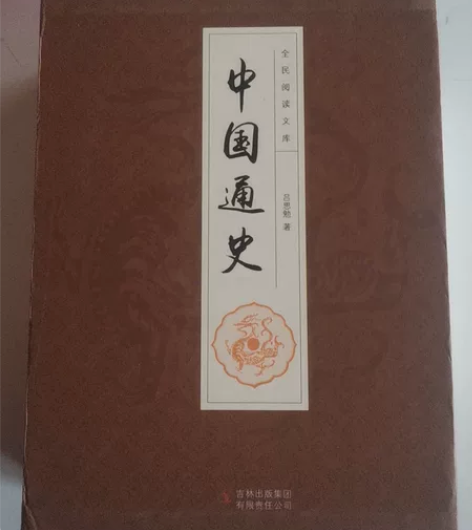 全民阅读文库
中国通史
吕思勉 著
吉林出版集团
有限责任公司